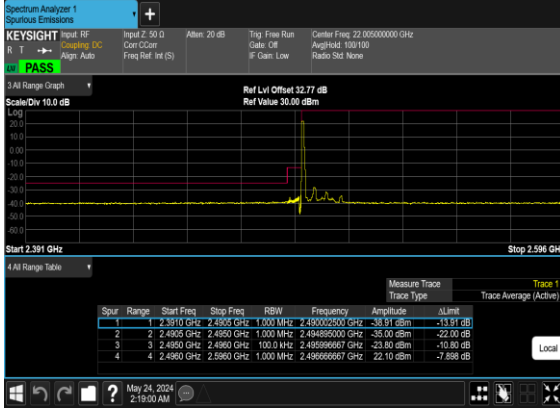 Spectrum Analyzer 1
Spurious Emissions
+
KEYSIGHT Input: RF Input Z: 50 Ω Atten: 20 dB Trig: Free Run Center Freq: 22.005000000 GHz
R T Coupling: DC Corr CCorr Gate: Off Avg|Hold: 100/100
Align: Auto Freq Ref: Int (S) IF Gain: Low Radio Std: None
PASS
3 All Range Graph
Ref Lvl Offset 32.77 dB
Scale/Div 10.0 dB Ref Value 30.00 dBm
Log
20.0
10.0
0.00
-10.0
-20.0
-30.0
-40.0
-50.0
-60.0
Start 2.391 GHz Stop 2.596 GH
4 All Range Table
Measure Trace Trace 1
Trace Type Trace Average (Active)
Spur Range Start Freq Stop Freq RBW Frequency Amplitude ΔLimit
1 1 2.3910 GHz 2.4905 GHz 1.000 MHz 2.490002500 GHz -38.91 dBm -13.91 dB
2 2 2.4905 GHz 2.4950 GHz 1.000 MHz 2.494895000 GHz -35.00 dBm -22.00 dB
3 3 2.4950 GHz 2.4960 GHz 100.0 kHz 2.495996667 GHz -23.80 dBm -10.80 dB
4 4 2.4960 GHz 2.5960 GHz 1.000 MHz 2.496666667 GHz 22.10 dBm -7.898 dB
Local
?
May 24, 2024
2:19:00 AM